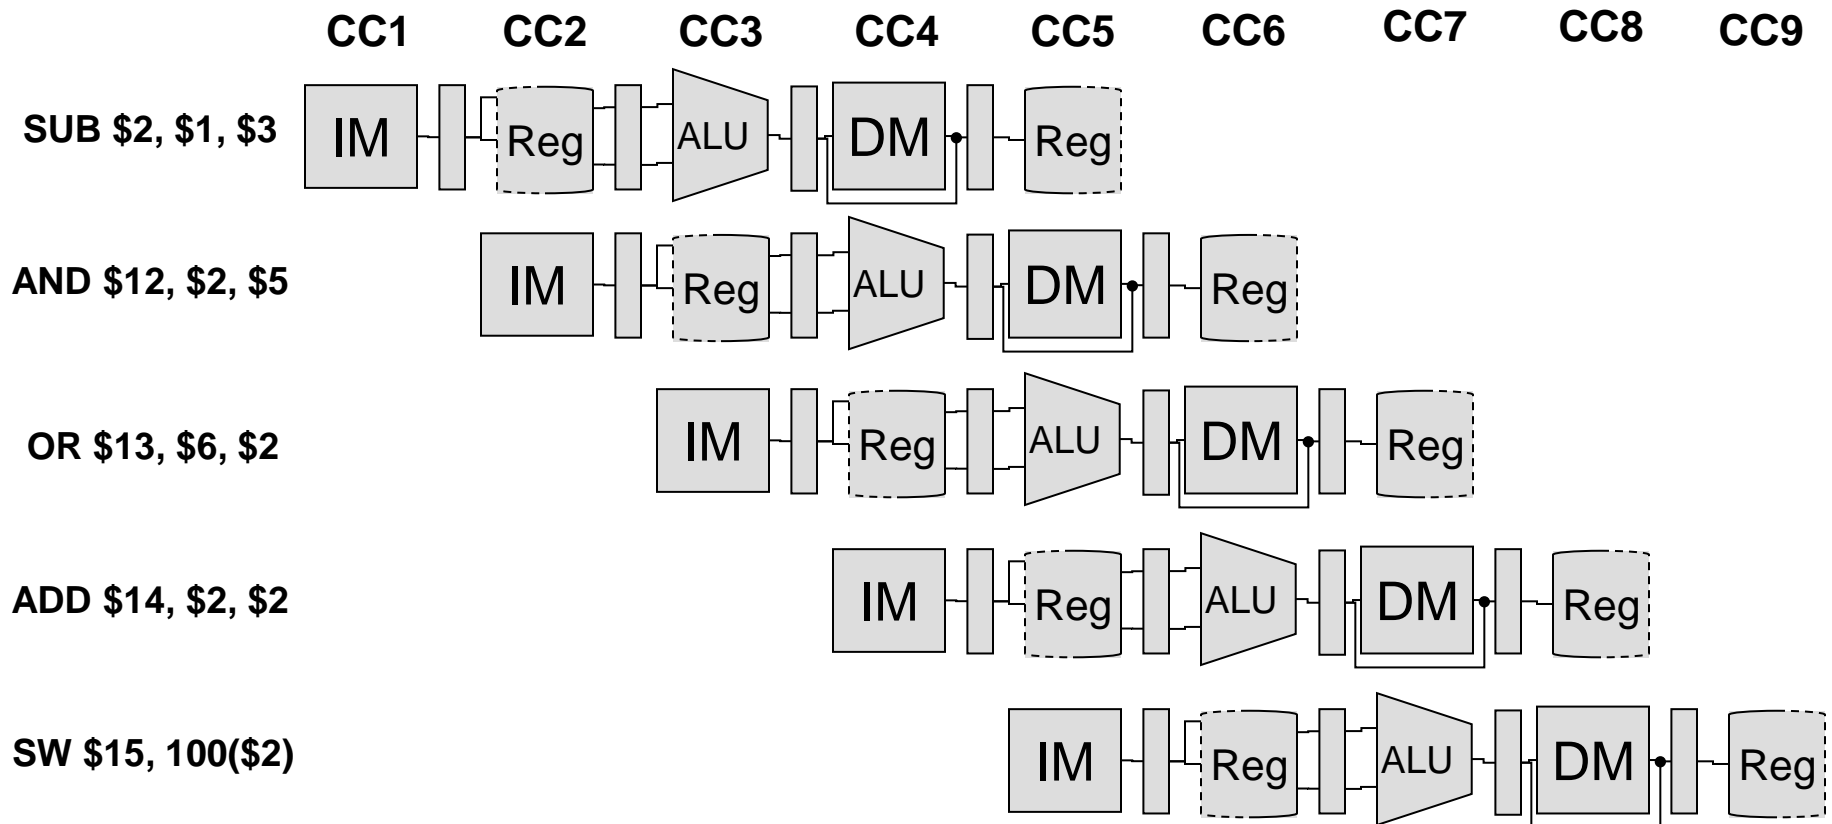 CC1 CC2 CC3 CC4 CC5 CC6 CC7 CC8 CC9
SUB $2, $1, $3 IM Reg ALU DM Reg
AND $12, $2, $5 IM Reg ALU DM Reg
OR $13, $6, $2 IM Reg ALU DM Reg
ADD $14, $2, $2 IM Reg ALU DM Reg
SW $15, 100($2) IM Reg ALU DM Reg